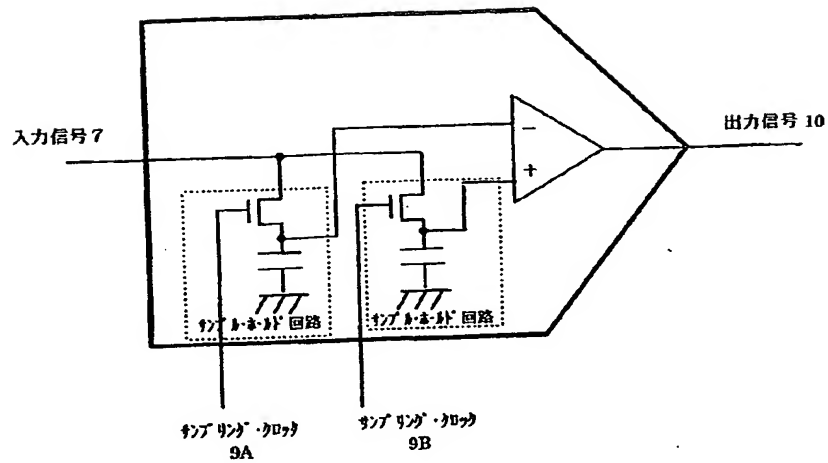 入力信号 7
出力信号 10
−
+
ｻﾝﾌﾟﾙ･ﾎｰﾙﾄﾞ 回路
ｻﾝﾌﾟﾙ･ﾎｰﾙﾄﾞ 回路
ｻﾝﾌﾟﾘﾝｸﾞ・ｸﾛｯｸ
9A
ｻﾝﾌﾟﾘﾝｸﾞ・ｸﾛｯｸ
9B